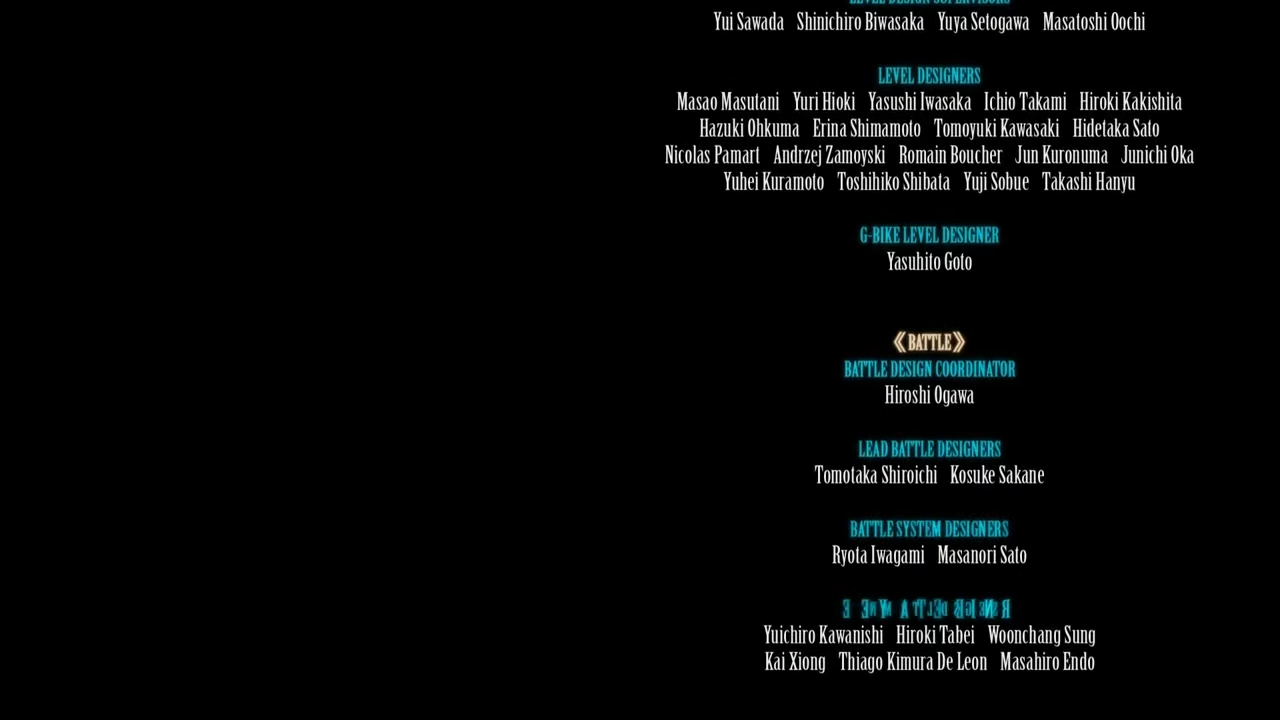 LEVEL DESIGN SUPERVISORS
Yui Sawada Shinichiro Biwasaka Yuya Setogawa Masatoshi Oochi
LEVEL DESIGNERS
Masao Masutani Yuri Hioki Yasushi Iwasaka Ichio Takami Hiroki Kakishita
Hazuki Ohkuma Erina Shimamoto Tomoyuki Kawasaki Hidetaka Sato
Nicolas Pamart Andrzej Zamoyski Romain Boucher Jun Kuronuma Junichi Oka
Yuhei Kuramoto Toshihiko Shibata Yuji Sobue Takashi Hanyu
G-BIKE LEVEL DESIGNER
Yasuhito Goto
《BATTLE》
BATTLE DESIGN COORDINATOR
Hiroshi Ogawa
LEAD BATTLE DESIGNERS
Tomotaka Shiroichi Kosuke Sakane
BATTLE SYSTEM DESIGNERS
Ryota Iwagami Masanori Sato
Yuichiro Kawanishi Hiroki Tabei Woonchang Sung
Kai Xiong Thiago Kimura De Leon Masahiro Endo